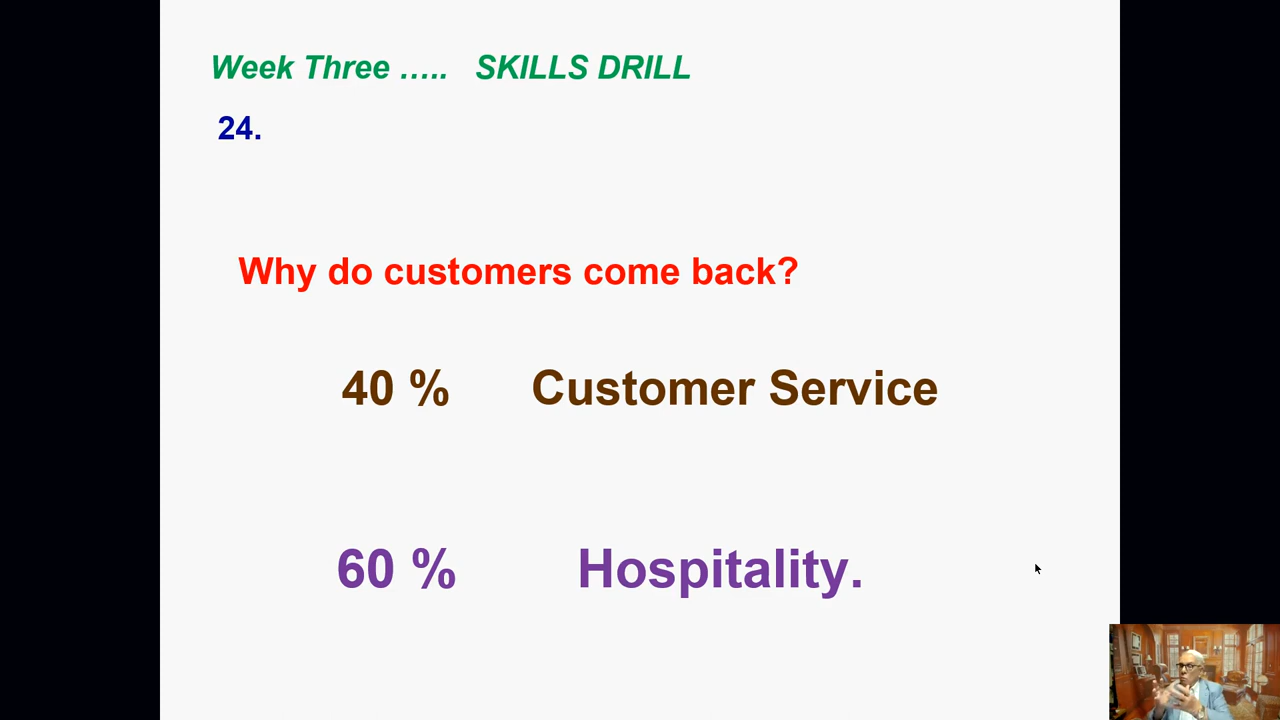 Week Three ..... SKILLS DRILL
24.
Why do customers come back?
40 % Customer Service
60 % Hospitality.